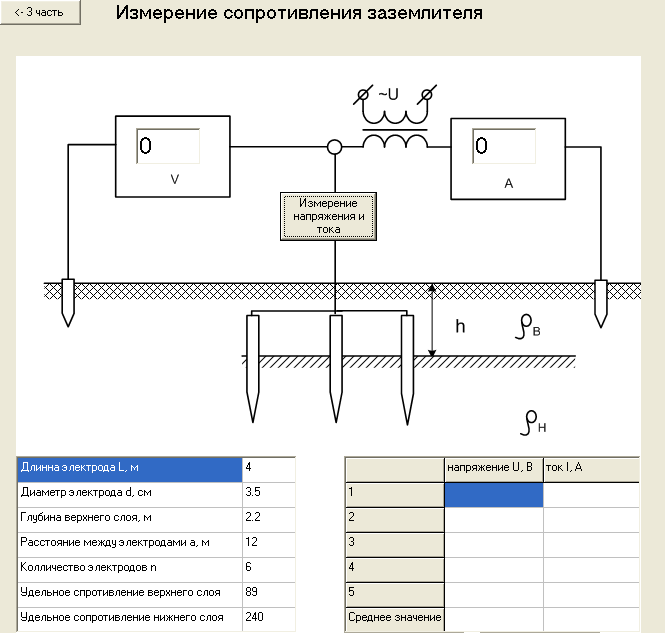 <- 3 часть
Измерение сопротивления заземлителя
~U
0
0
V
A
Измерение
напряжения и
тока
h
ρВ
ρН
Длинна электрода L, м 4
Диаметр электрода d, см 3.5
Глубина верхнего слоя, м 2.2
Расстояние между электродами а, м 12
Колличество электродов n 6
Удельное спротивление верхнего слоя 89
Удельное сопротивление нижнего слоя 240
напряжение U, В ток I, А
1
2
3
4
5
Среднее значение